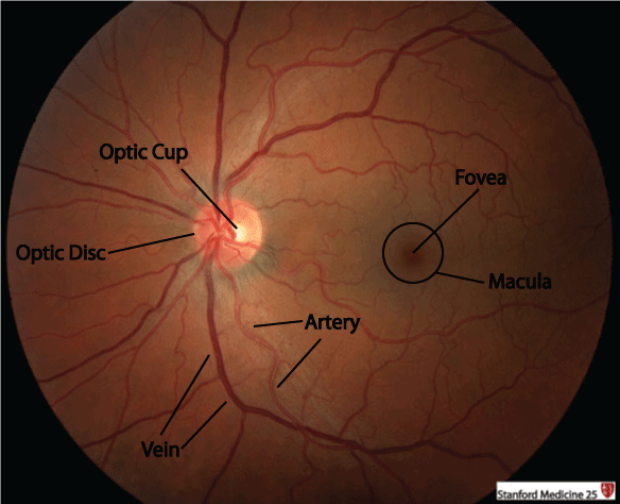 Optic Cup
Fovea
Optic Disc
Macula
Artery
Vein
Stanford Medicine 25